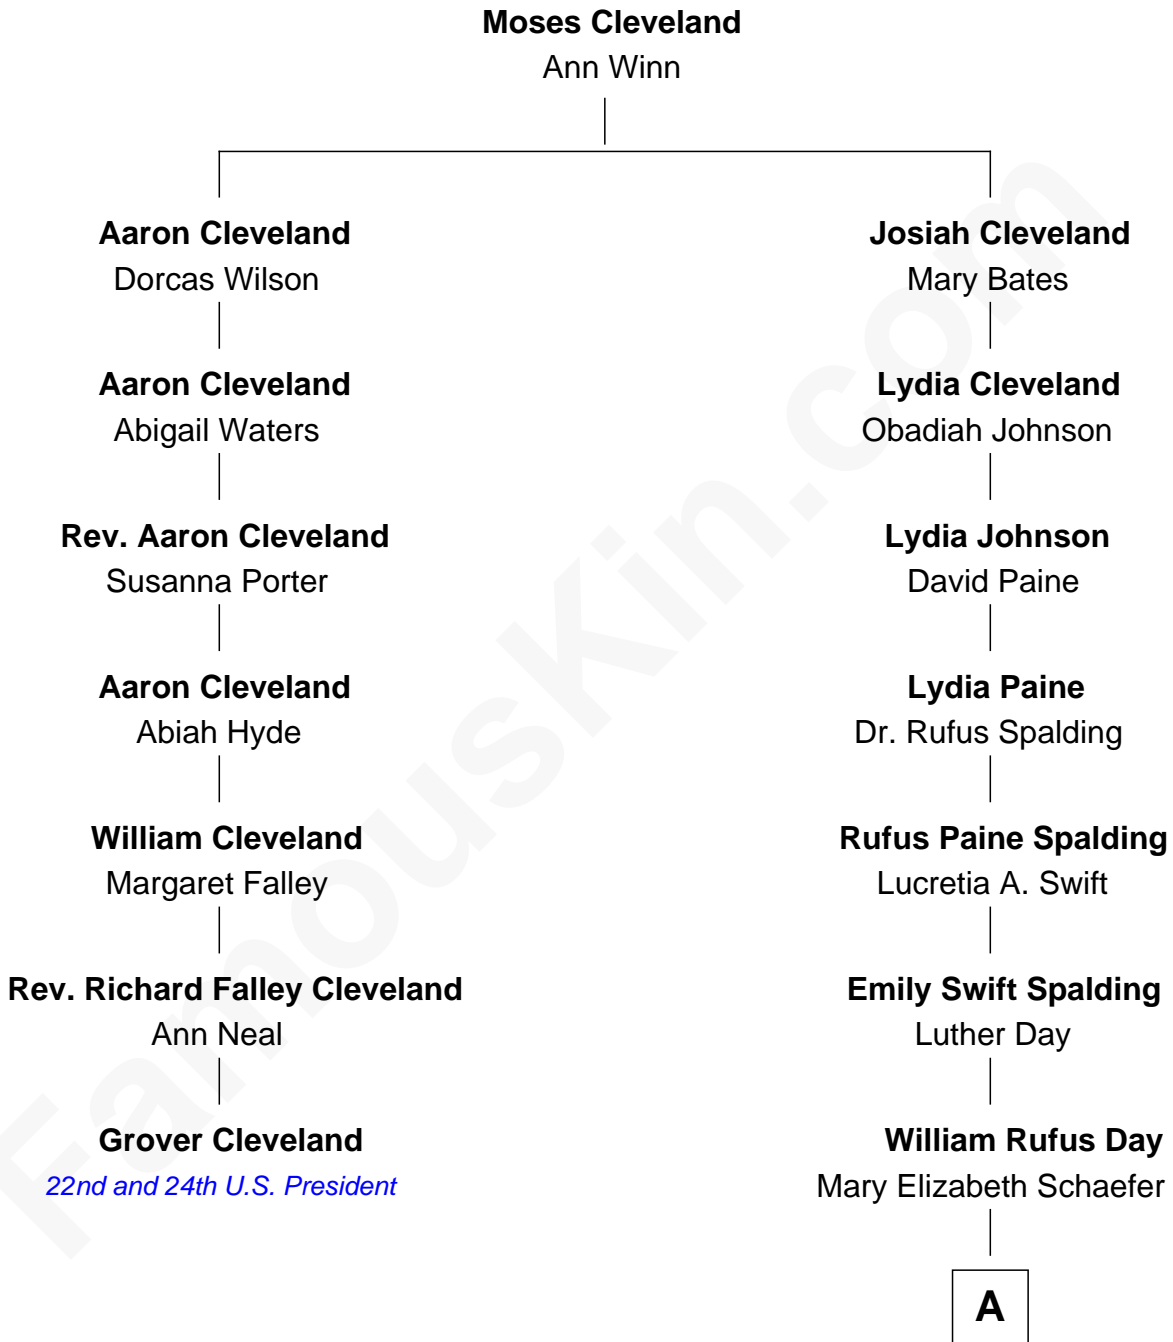 Moses Cleveland
Ann Winn
Aaron Cleveland
Dorcas Wilson
Josiah Cleveland
Mary Bates
Aaron Cleveland
Abigail Waters
Lydia Cleveland
Obadiah Johnson
Rev. Aaron Cleveland
Susanna Porter
Lydia Johnson
David Paine
Aaron Cleveland
Abiah Hyde
Lydia Paine
Dr. Rufus Spalding
William Cleveland
Margaret Falley
Rufus Paine Spalding
Lucretia A. Swift
Rev. Richard Falley Cleveland
Ann Neal
Emily Swift Spalding
Luther Day
Grover Cleveland
22nd and 24th U.S. President
William Rufus Day
Mary Elizabeth Schaefer
A
FamousKin.com